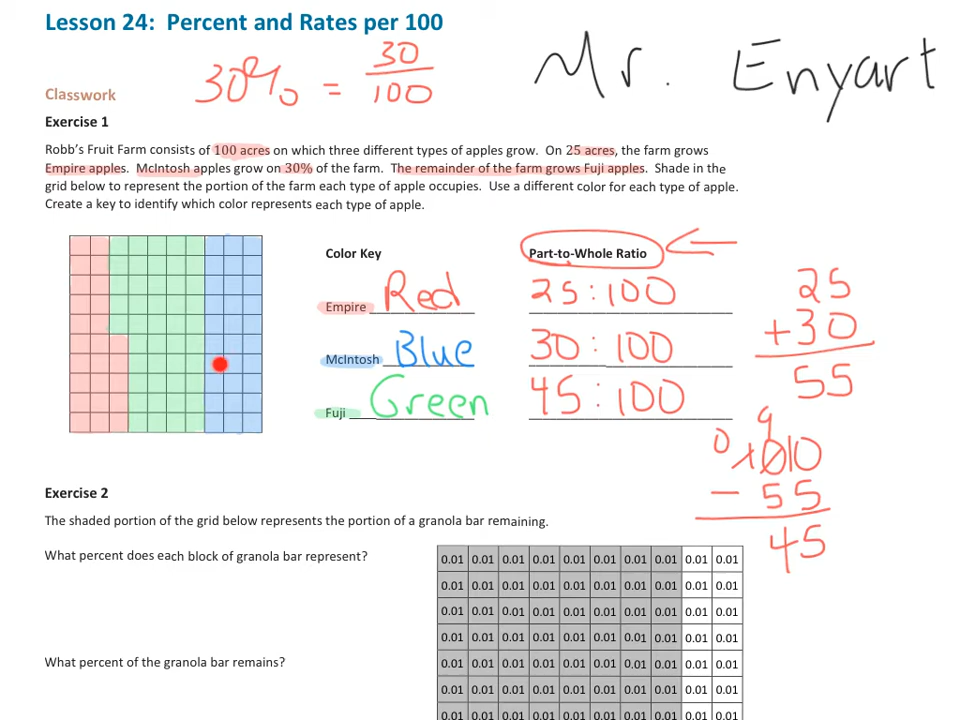 Lesson 24: Percent and Rates per 100
30% = 30/100
Mr. Enyart
Classwork
Exercise 1
Robb's Fruit Farm consists of 100 acres on which three different types of apples grow. On 25 acres, the farm grows
Empire apples. McIntosh apples grow on 30% of the farm. The remainder of the farm grows Fuji apples. Shade in the
grid below to represent the portion of the farm each type of apple occupies. Use a different color for each type of apple.
Create a key to identify which color represents each type of apple.
Color Key
Part-to-Whole Ratio
Empire Red 25:100
McIntosh Blue 30:100
Fuji Green 45:100
25
+30
55
0 9
1010
- 55
45
Exercise 2
The shaded portion of the grid below represents the portion of a granola bar remaining.
What percent does each block of granola bar represent?
0.01 0.01 0.01 0.01 0.01 0.01 0.01 0.01 0.01 0.01
0.01 0.01 0.01 0.01 0.01 0.01 0.01 0.01 0.01 0.01
0.01 0.01 0.01 0.01 0.01 0.01 0.01 0.01 0.01 0.01
0.01 0.01 0.01 0.01 0.01 0.01 0.01 0.01 0.01 0.01
What percent of the granola bar remains?
0.01 0.01 0.01 0.01 0.01 0.01 0.01 0.01 0.01 0.01
0.01 0.01 0.01 0.01 0.01 0.01 0.01 0.01 0.01 0.01
0.01 0.01 0.01 0.01 0.01 0.01 0.01 0.01 0.01 0.01